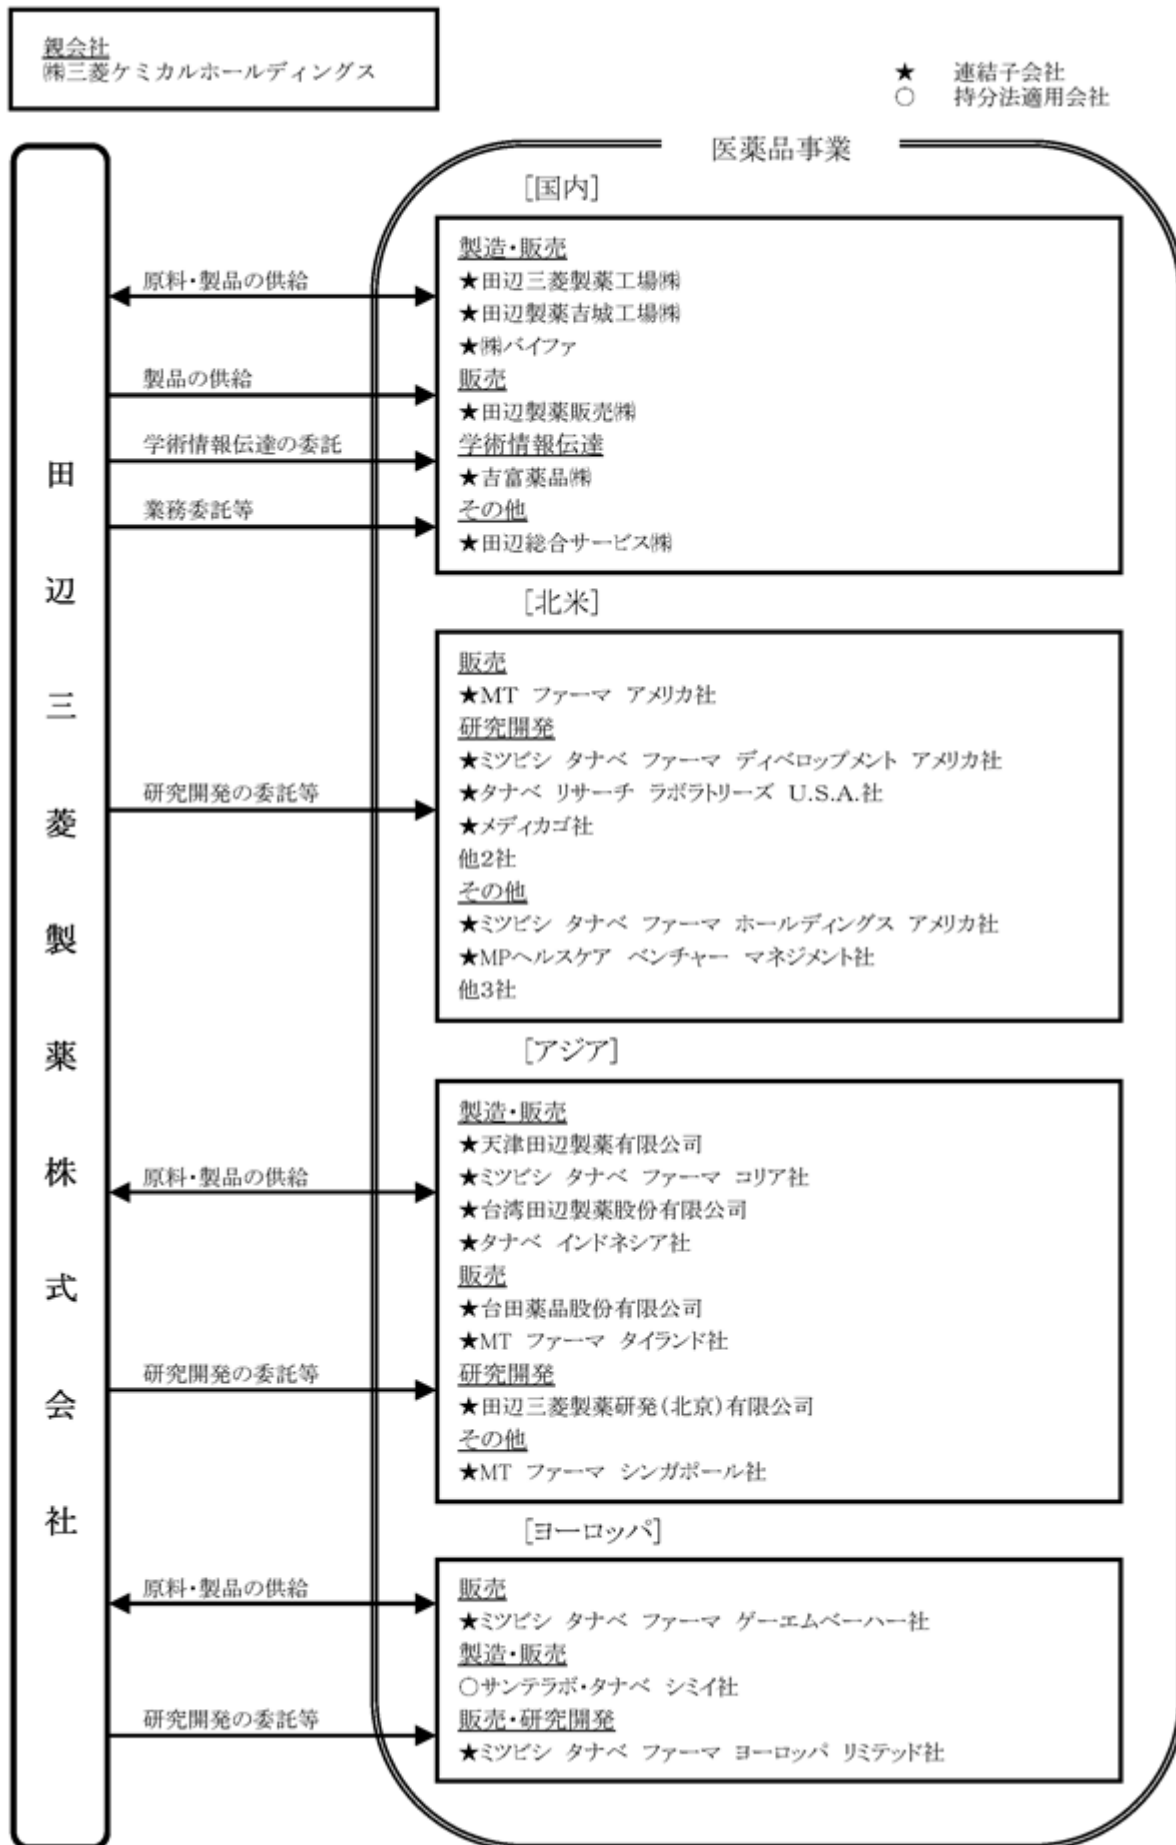 親会社
㈱三菱ケミカルホールディングス
★ 連結子会社
○ 持分法適用会社
田辺三菱製薬株式会社
医薬品事業
[国内]
原料・製品の供給
製品の供給
学術情報伝達の委託
業務委託等
製造・販売
★田辺三菱製薬工場㈱
★田辺製薬吉城工場㈱
★㈱バイファ
販売
★田辺製薬販売㈱
学術情報伝達
★吉富薬品㈱
その他
★田辺総合サービス㈱
[北米]
研究開発の委託等
販売
★MT ファーマ アメリカ社
研究開発
★ミツビシ タナベ ファーマ ディベロップメント アメリカ社
★タナベ リサーチ ラボラトリーズ U.S.A.社
★メディカゴ社
他2社
その他
★ミツビシ タナベ ファーマ ホールディングス アメリカ社
★MPヘルスケア ベンチャー マネジメント社
他3社
[アジア]
原料・製品の供給
研究開発の委託等
製造・販売
★天津田辺製薬有限公司
★ミツビシ タナベ ファーマ コリア社
★台湾田辺製薬股份有限公司
★タナベ インドネシア社
販売
★台田薬品股份有限公司
★MT ファーマ タイランド社
研究開発
★田辺三菱製薬研発(北京)有限公司
その他
★MT ファーマ シンガポール社
[ヨーロッパ]
原料・製品の供給
研究開発の委託等
販売
★ミツビシ タナベ ファーマ ゲーエムベーハー社
製造・販売
○サンテラボ・タナベ シミイ社
販売・研究開発
★ミツビシ タナベ ファーマ ヨーロッパ リミテッド社